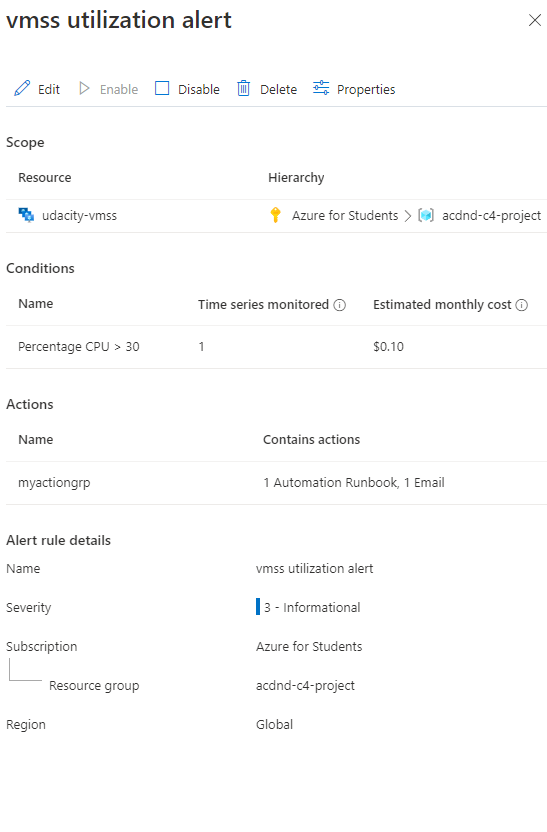 vmss utilization alert
Edit Enable Disable Delete Properties
Scope
Resource Hierarchy
udacity-vmss Azure for Students > acdnd-c4-project
Conditions
Name Time series monitored Estimated monthly cost
Percentage CPU > 30 1 $0.10
Actions
Name Contains actions
myactiongrp 1 Automation Runbook, 1 Email
Alert rule details
Name vmss utilization alert
Severity 3 - Informational
Subscription Azure for Students
Resource group acdnd-c4-project
Region Global